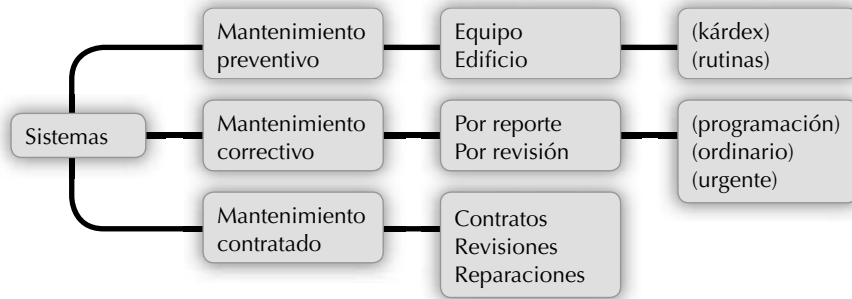 Sistemas
Mantenimiento
preventivo
Equipo
Edificio
(kárdex)
(rutinas)
Mantenimiento
correctivo
Por reporte
Por revisión
(programación)
(ordinario)
(urgente)
Mantenimiento
contratado
Contratos
Revisiones
Reparaciones